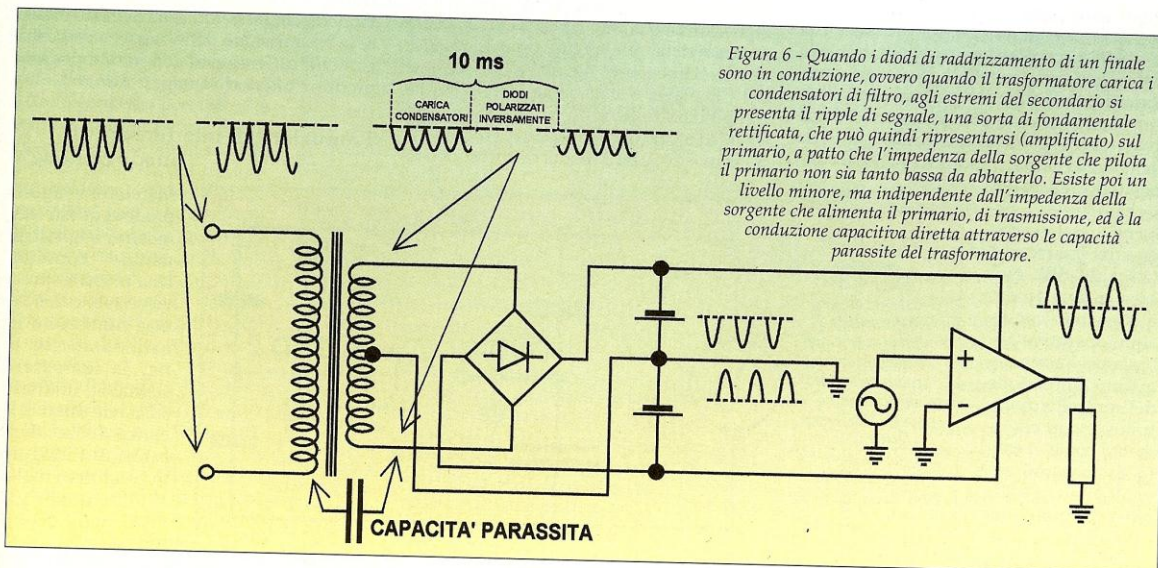 10 ms
CARICA
CONDENSATORI
DIODI
POLARIZZATI
INVERSAMENTE
Figura 6 - Quando i diodi di raddrizzamento di un finale
sono in conduzione, ovvero quando il trasformatore carica i
condensatori di filtro, agli estremi del secondario si
presenta il ripple di segnale, una sorta di fondamentale
rettificata, che può quindi ripresentarsi (amplificato) sul
primario, a patto che l'impedenza della sorgente che pilota
il primario non sia tanto bassa da abbatterlo. Esiste poi un
livello minore, ma indipendente dall'impedenza della
sorgente che alimenta il primario, di trasmissione, ed è la
conduzione capacitiva diretta attraverso le capacità
parassite del trasformatore.
+
-
CAPACITA' PARASSITA